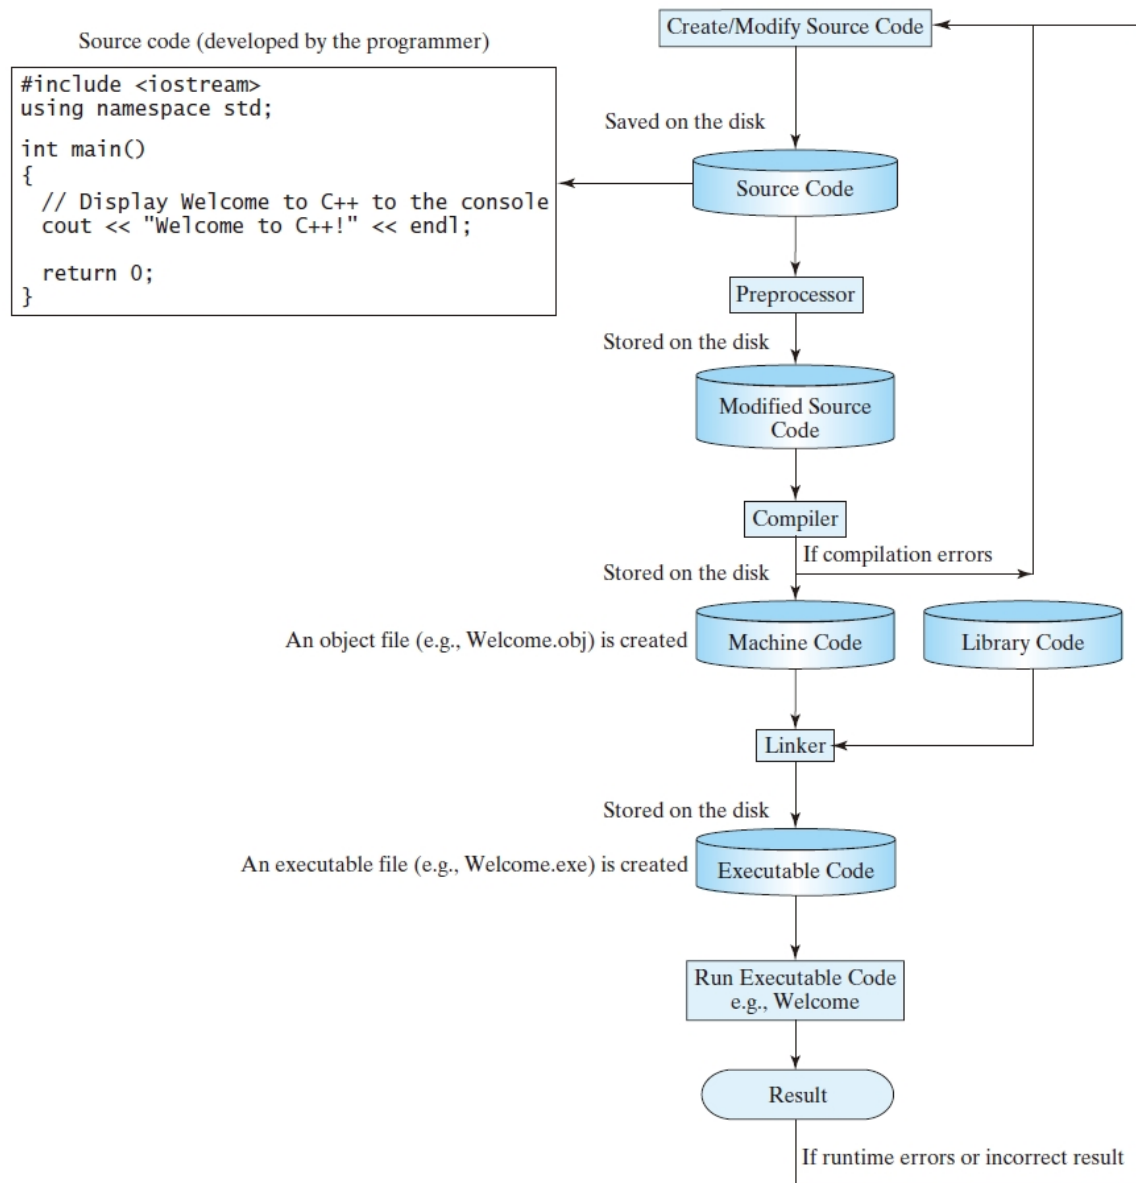 Create/Modify Source Code
Source code (developed by the programmer)
#include <iostream>
using namespace std;
int main()
{
// Display Welcome to C++ to the console
cout << "Welcome to C++!" << endl;
return 0;
}
Saved on the disk
Source Code
Preprocessor
Stored on the disk
Modified Source
Code
Compiler
If compilation errors
Stored on the disk
An object file (e.g., Welcome.obj) is created
Machine Code
Library Code
Linker
Stored on the disk
An executable file (e.g., Welcome.exe) is created
Executable Code
Run Executable Code
e.g., Welcome
Result
If runtime errors or incorrect result